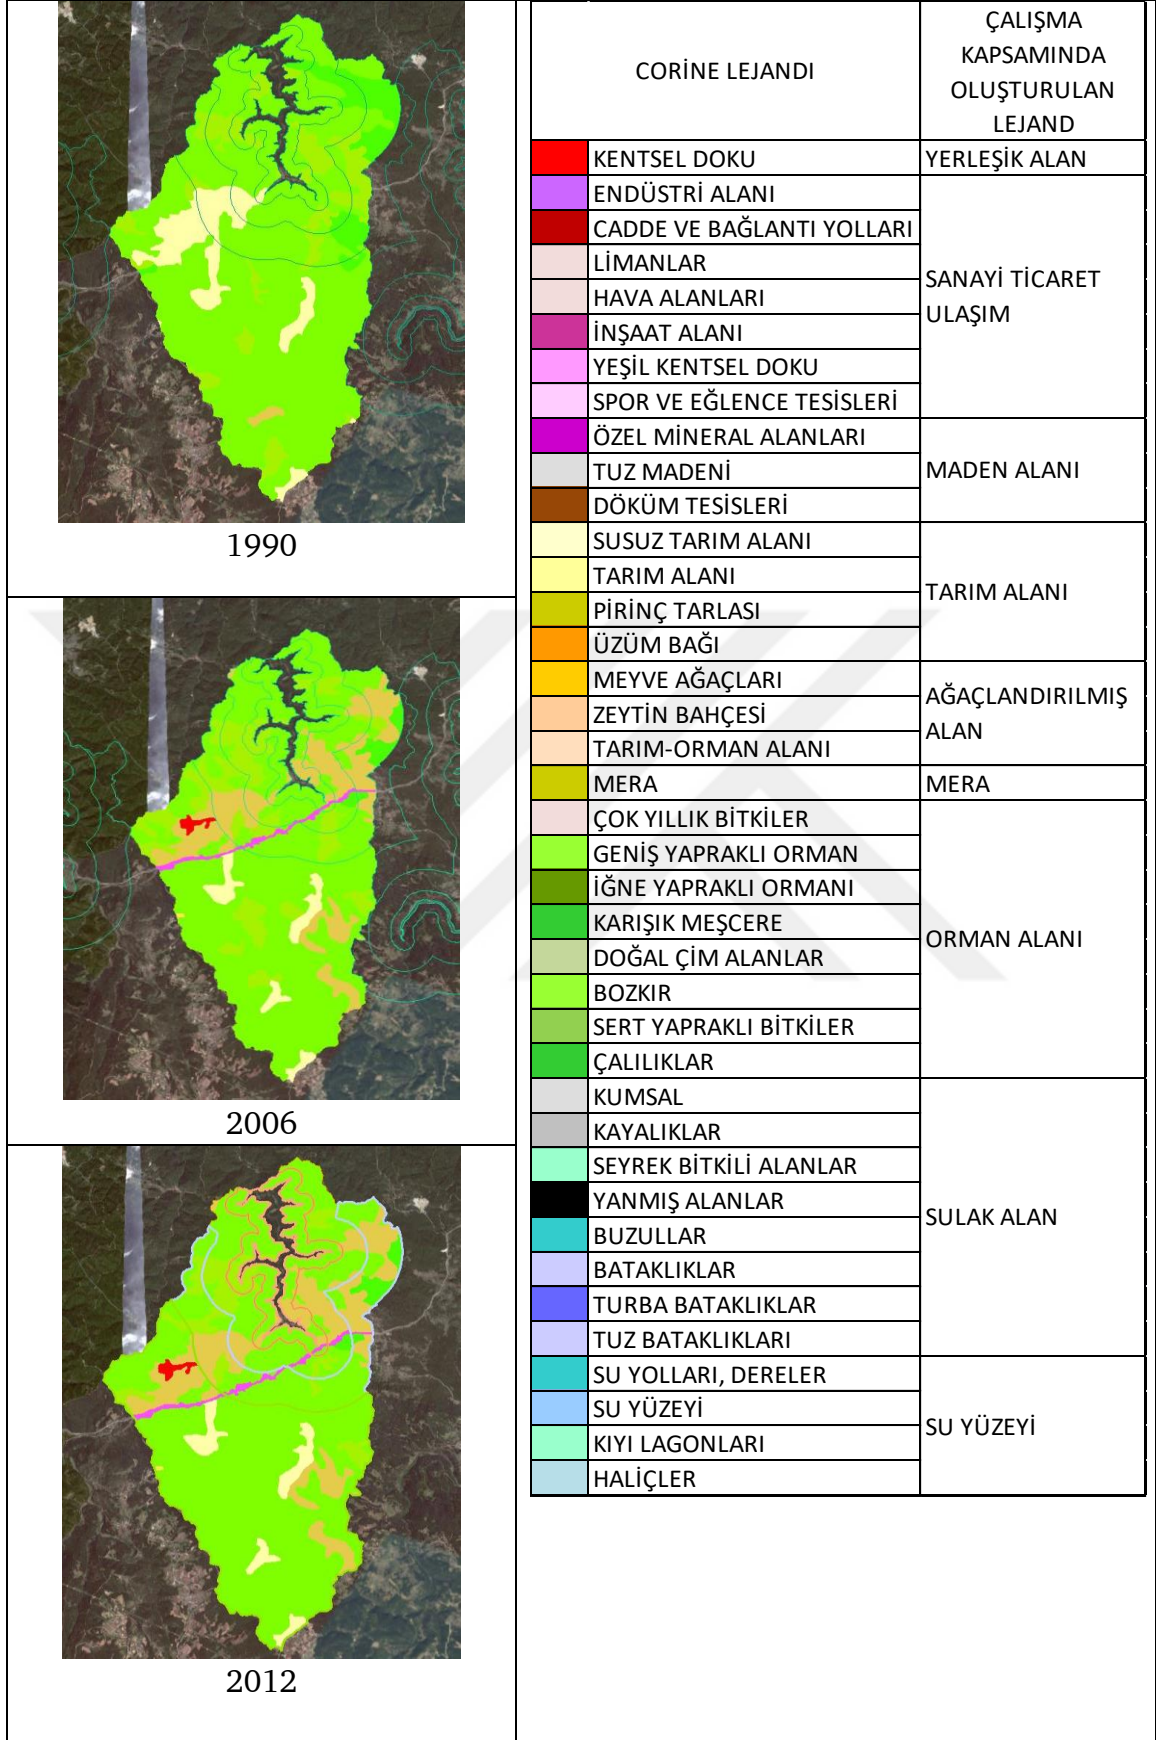 1990
2006
2012
CORİNE LEJANDI
ÇALIŞMA
KAPSAMINDA
OLUŞTURULAN
LEJAND
KENTSEL DOKU
YERLEŞİK ALAN
ENDÜSTRİ ALANI
CADDE VE BAĞLANTI YOLLARI
LİMANLAR
HAVA ALANLARI
İNŞAAT ALANI
YEŞİL KENTSEL DOKU
SPOR VE EĞLENCE TESİSLERİ
SANAYİ TİCARET
ULAŞIM
ÖZEL MİNERAL ALANLARI
TUZ MADENİ
DÖKÜM TESİSLERİ
MADEN ALANI
SUSUZ TARIM ALANI
TARIM ALANI
PİRİNÇ TARLASI
ÜZÜM BAĞI
TARIM ALANI
MEYVE AĞAÇLARI
ZEYTİN BAHÇESİ
TARIM-ORMAN ALANI
AĞAÇLANDIRILMIŞ
ALAN
MERA
MERA
ÇOK YILLIK BİTKİLER
GENİŞ YAPRAKLI ORMAN
İĞNE YAPRAKLI ORMANI
KARIŞIK MEŞCERE
DOĞAL ÇİM ALANLAR
BOZKIR
SERT YAPRAKLI BİTKİLER
ÇALILIKLAR
ORMAN ALANI
KUMSAL
KAYALIKLAR
SEYREK BİTKİLİ ALANLAR
YANMIŞ ALANLAR
BUZULLAR
BATAKLIKLAR
TURBA BATAKLIKLAR
TUZ BATAKLIKLARI
SULAK ALAN
SU YOLLARI, DERELER
SU YÜZEYİ
KIYI LAGONLARI
HALİÇLER
SU YÜZEYİ